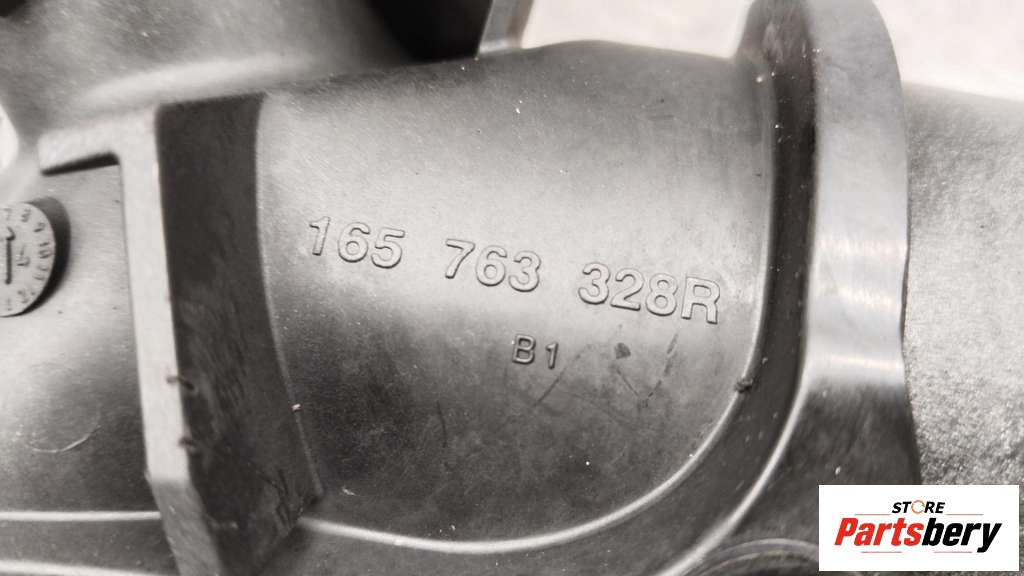 165 763 328R
B1
STORE
Partsbery